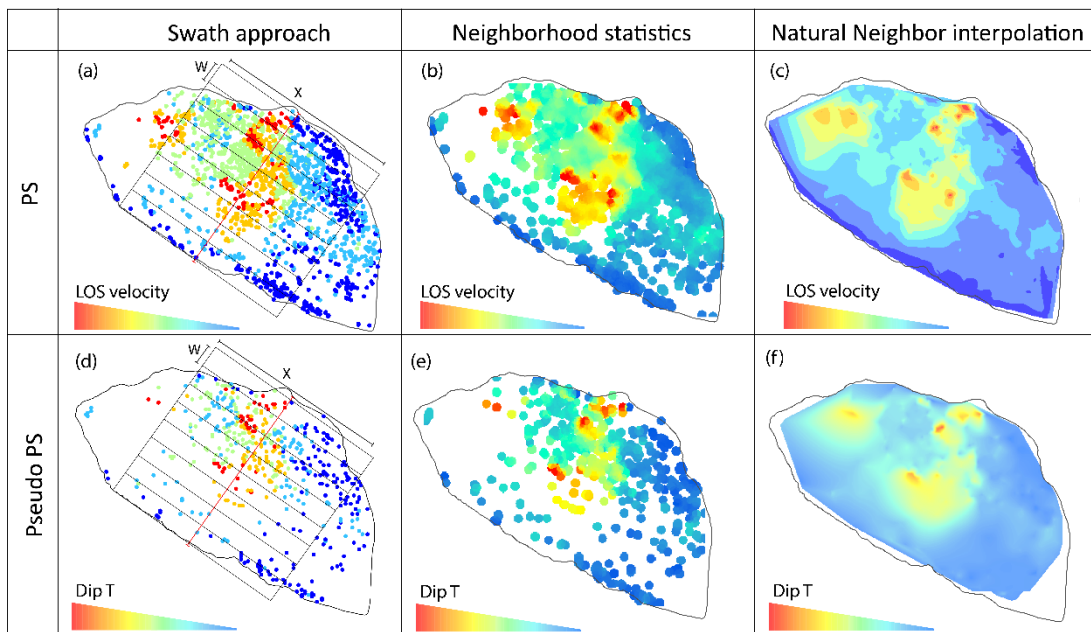 Swath approach
Neighborhood statistics
Natural Neighbor interpolation
PS
(a)
W
X
LOS velocity
(b)
LOS velocity
(c)
LOS velocity
Pseudo PS
(d)
W
X
Dip T
(e)
Dip T
(f)
Dip T